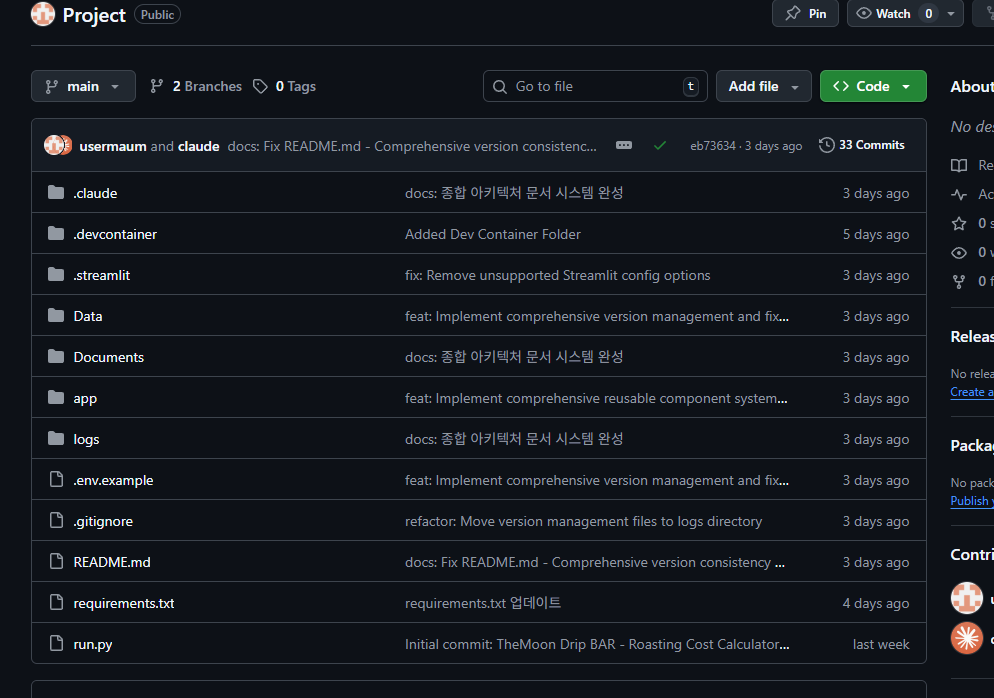 Project Public
Pin
Watch 0
main
2 Branches
0 Tags
Go to file
t
Add file
Code
usermaum and claude docs: Fix README.md - Comprehensive version consistenc...
eb73634 · 3 days ago
33 Commits
.claude docs: 종합 아키텍처 문서 시스템 완성 3 days ago
.devcontainer Added Dev Container Folder 5 days ago
.streamlit fix: Remove unsupported Streamlit config options 3 days ago
Data feat: Implement comprehensive version management and fix... 3 days ago
Documents docs: 종합 아키텍처 문서 시스템 완성 3 days ago
app feat: Implement comprehensive reusable component system... 3 days ago
logs docs: 종합 아키텍처 문서 시스템 완성 3 days ago
.env.example feat: Implement comprehensive version management and fix... 3 days ago
.gitignore refactor: Move version management files to logs directory 3 days ago
README.md docs: Fix README.md - Comprehensive version consistency ... 3 days ago
requirements.txt requirements.txt 업데이트 4 days ago
run.py Initial commit: TheMoon Drip BAR - Roasting Cost Calculator... last week
About
No des
Re
Ac
0 s
0 w
0 f
Releas
No relea
Create a
Packag
No pack
Publish y
Contri